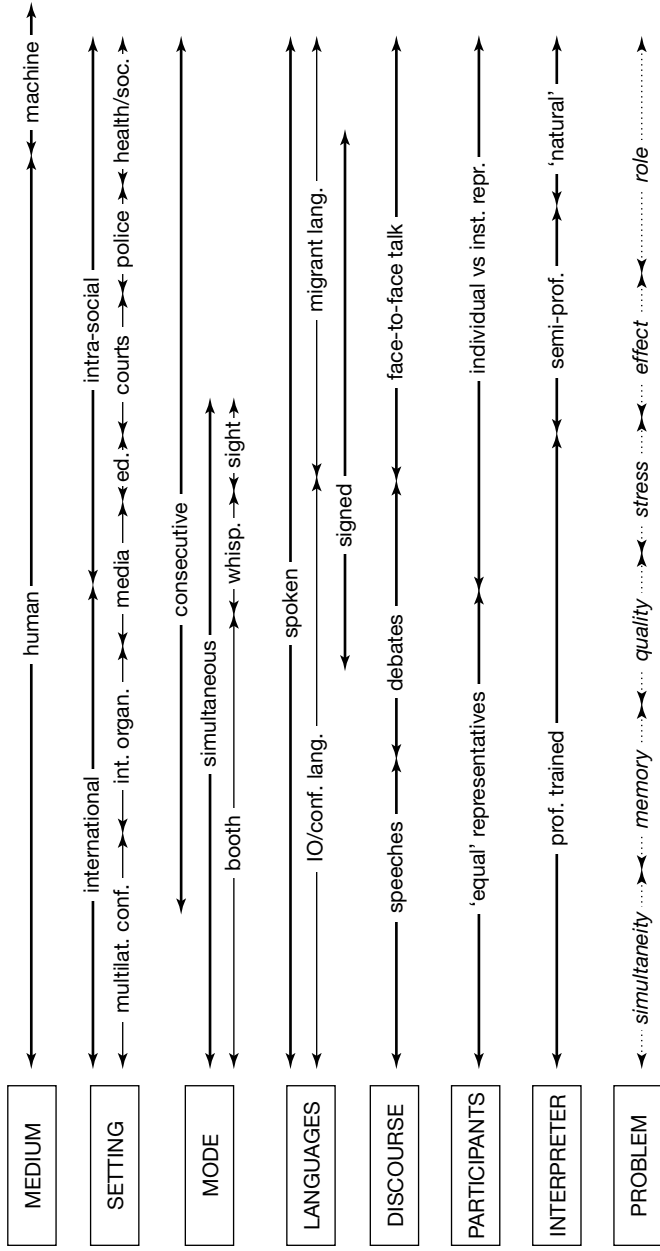 MEDIUM human machine
SETTING international intra-social
multilat. conf. int. organ. media ed. courts police health/soc.
MODE consecutive
simultaneous
booth whisp. sight
LANGUAGES spoken
IO/conf. lang. migrant lang.
signed
DISCOURSE speeches debates face-to-face talk
PARTICIPANTS ‘equal’ representatives individual vs inst. repr.
INTERPRETER prof. trained semi-prof. ‘natural’
PROBLEM simultaneity memory quality stress effect role